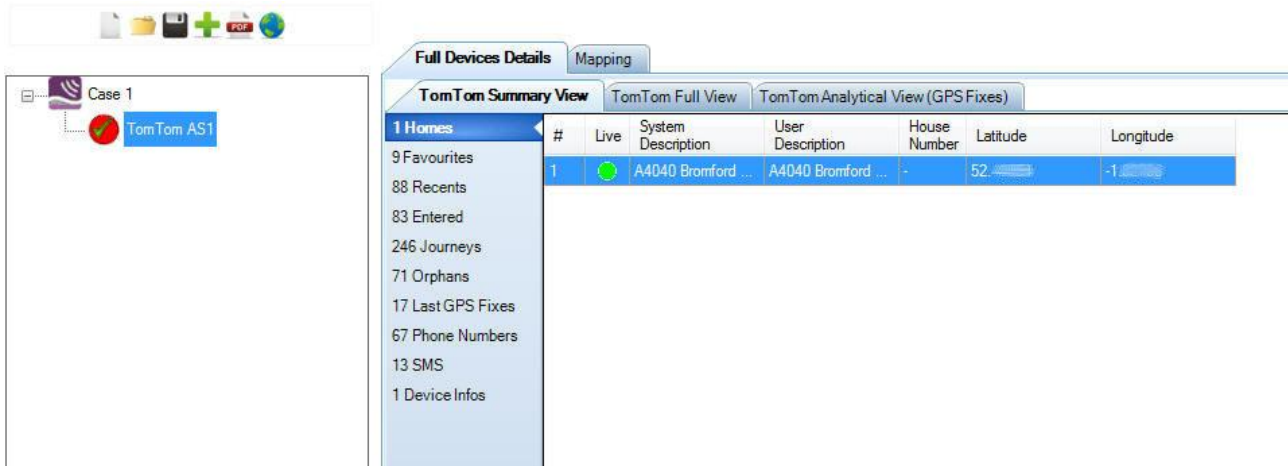 PDF
Full Devices Details Mapping
Case 1
TomTom AS1
TomTom Summary View TomTom Full View TomTom Analytical View (GPS Fixes)
1 Homes
9 Favourites
88 Recents
83 Entered
246 Journeys
71 Orphans
17 Last GPS Fixes
67 Phone Numbers
13 SMS
1 Device Infos
# Live System Description User Description House Number Latitude Longitude
1 A4040 Bromford ... A4040 Bromford ... - 52. -1.